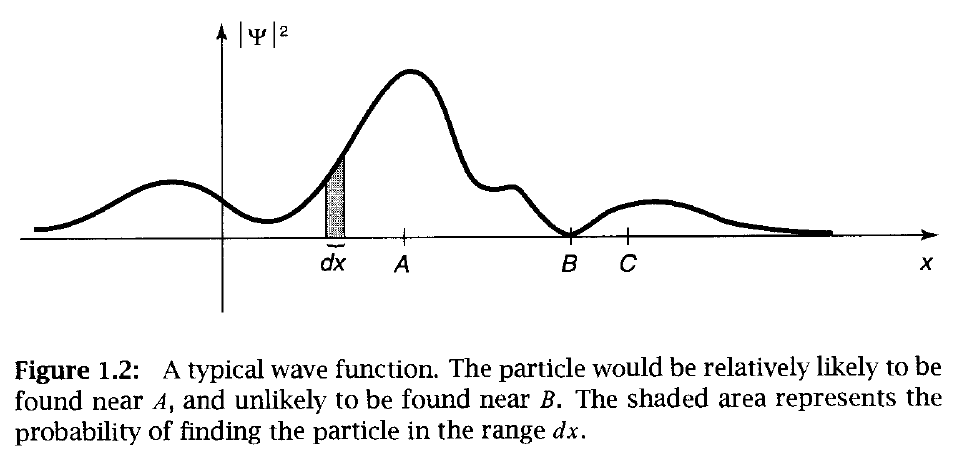 |Ψ|²
dx A B C x
Figure 1.2: A typical wave function. The particle would be relatively likely to be
found near A, and unlikely to be found near B. The shaded area represents the
probability of finding the particle in the range dx.